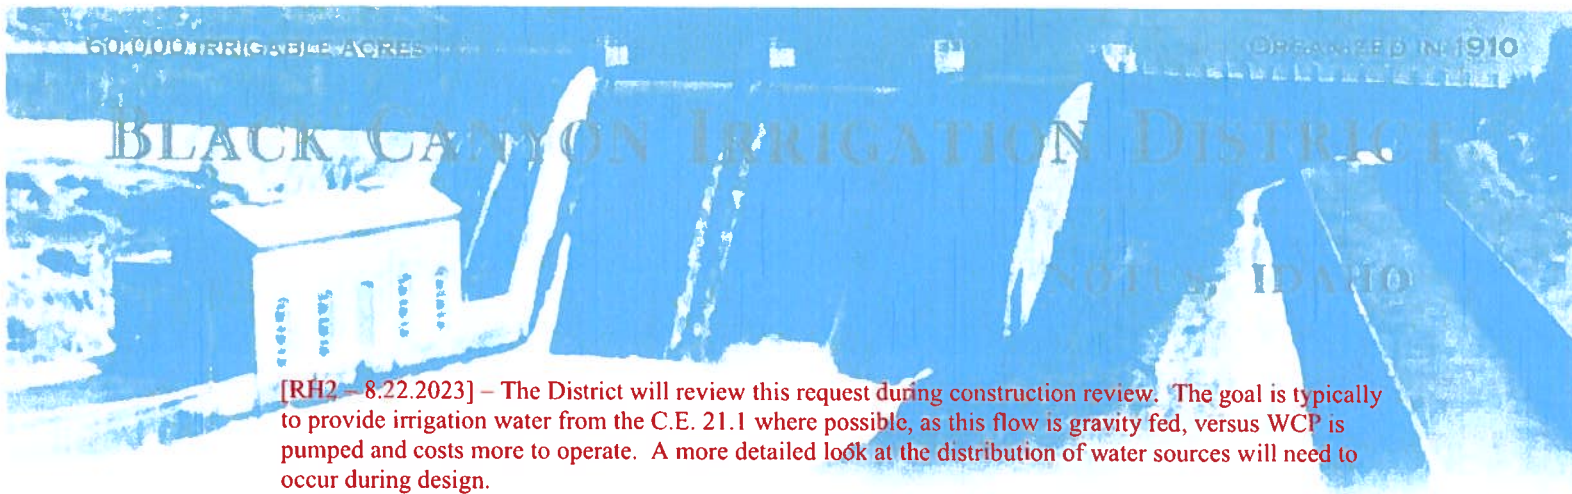 60,000 IRRIGABLE ACRES
ORGANIZED IN 1910
BLACK CANYON IRRIGATION DISTRICT
NOTUS, IDAHO
[RH2 – 8.22.2023] – The District will review this request during construction review. The goal is typically
to provide irrigation water from the C.E. 21.1 where possible, as this flow is gravity fed, versus WCP is
pumped and costs more to operate. A more detailed look at the distribution of water sources will need to
occur during design.